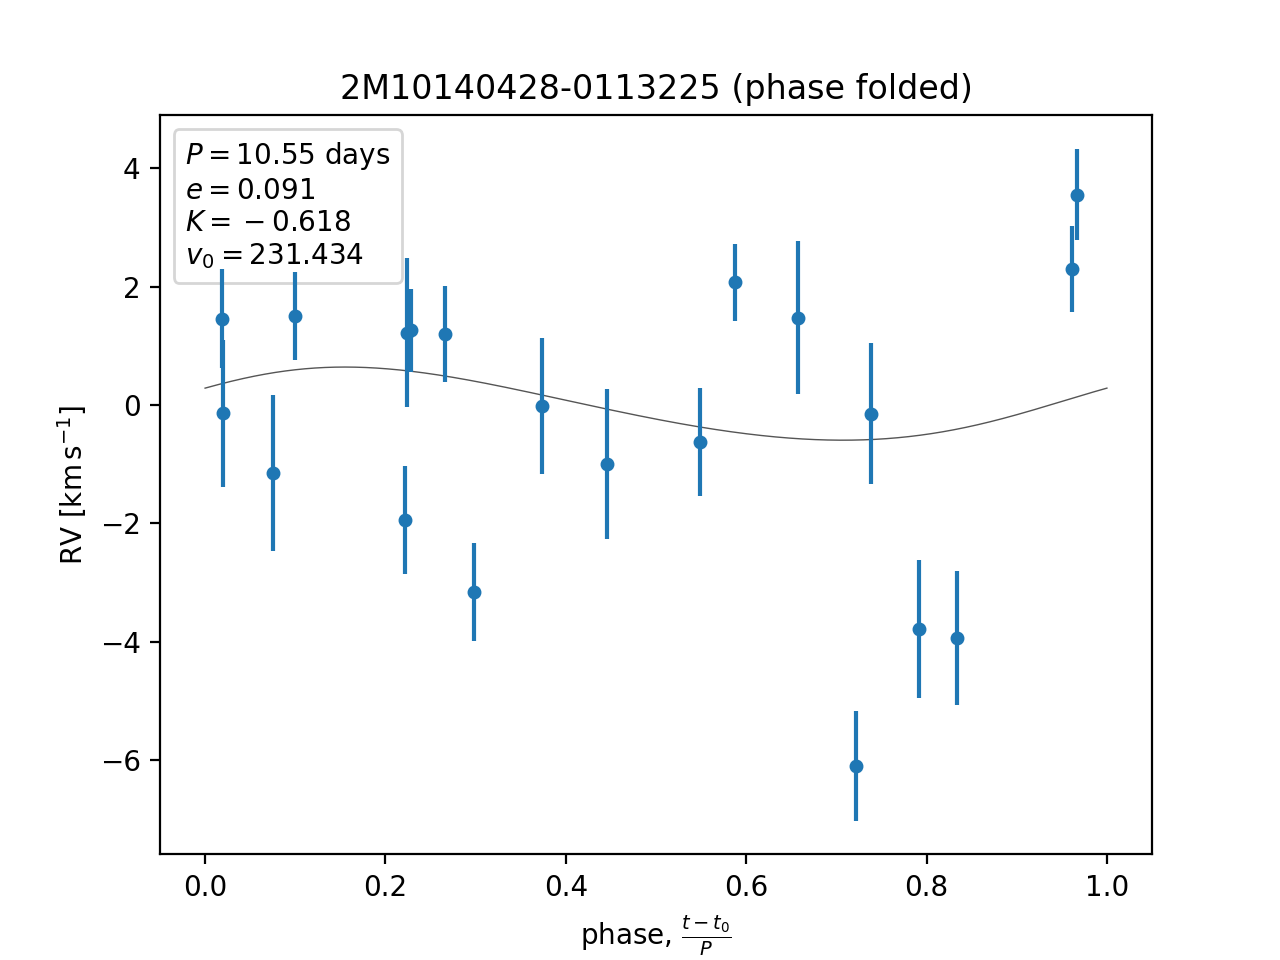 2M10140428-0113225 (phase folded)
P = 10.55 days
e = 0.091
K = −0.618
v₀ = 231.434
RV [km s⁻¹]
4
2
0
−2
−4
−6
0.0 0.2 0.4 0.6 0.8 1.0
phase, (t − t₀)/P